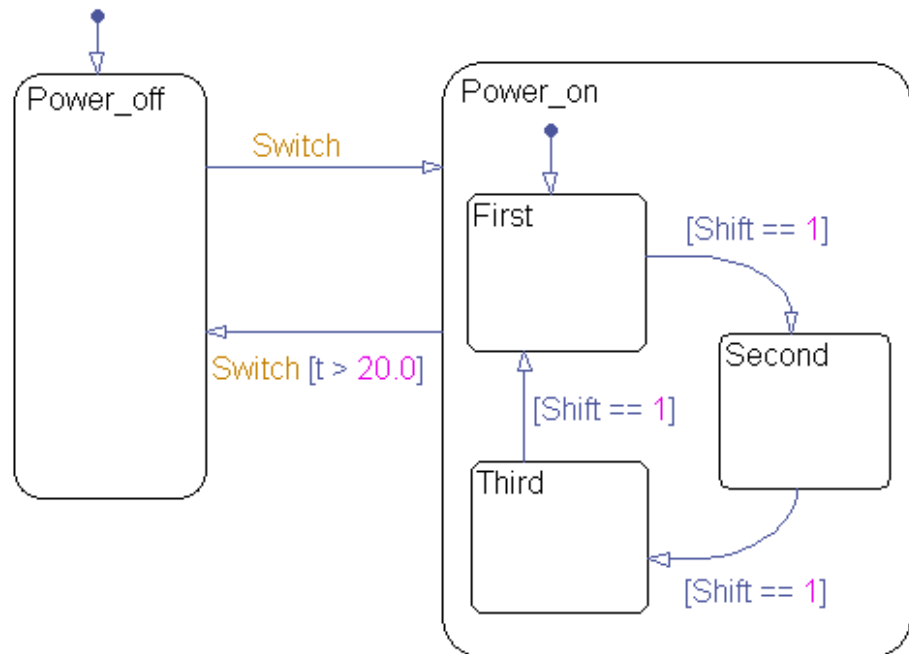 Power_off
Power_on
Switch
First
[Shift == 1]
Second
Switch [t > 20.0]
[Shift == 1]
Third
[Shift == 1]